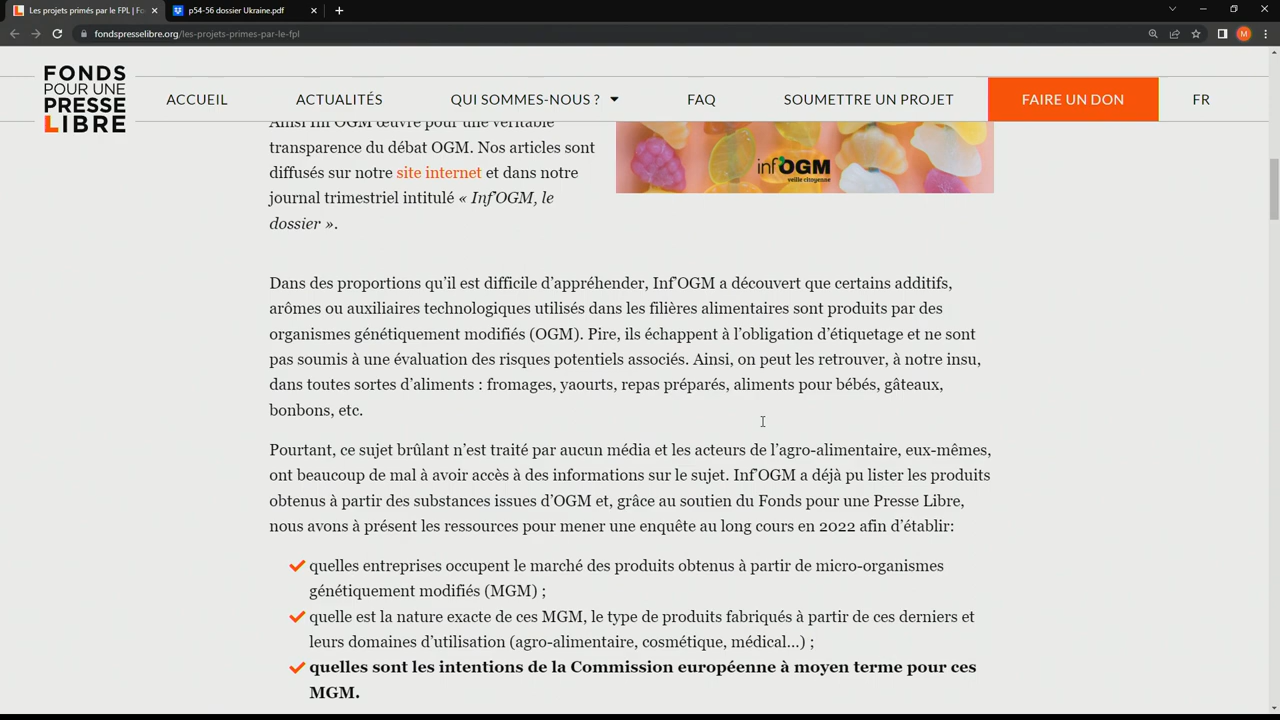 Les projets primés par le FPL | Fo
p54-56 dossier Ukraine.pdf
fondspresselibre.org/les-projets-primes-par-le-fpl
M
FONDS
POUR UNE
PRESSE
LIBRE
ACCUEIL
ACTUALITÉS
QUI SOMMES-NOUS ?
FAQ
SOUMETTRE UN PROJET
FAIRE UN DON
FR
Ainsi Inf'OGM œuvre pour une véritable
transparence du débat OGM. Nos articles sont
diffusés sur notre site internet et dans notre
journal trimestriel intitulé « Inf'OGM, le
dossier ».
inf'OGM
veille citoyenne
Dans des proportions qu'il est difficile d'appréhender, Inf'OGM a découvert que certains additifs,
arômes ou auxiliaires technologiques utilisés dans les filières alimentaires sont produits par des
organismes génétiquement modifiés (OGM). Pire, ils échappent à l'obligation d'étiquetage et ne sont
pas soumis à une évaluation des risques potentiels associés. Ainsi, on peut les retrouver, à notre insu,
dans toutes sortes d'aliments : fromages, yaourts, repas préparés, aliments pour bébés, gâteaux,
bonbons, etc.
Pourtant, ce sujet brûlant n'est traité par aucun média et les acteurs de l'agro-alimentaire, eux-mêmes,
ont beaucoup de mal à avoir accès à des informations sur le sujet. Inf'OGM a déjà pu lister les produits
obtenus à partir des substances issues d'OGM et, grâce au soutien du Fonds pour une Presse Libre,
nous avons à présent les ressources pour mener une enquête au long cours en 2022 afin d'établir:
quelles entreprises occupent le marché des produits obtenus à partir de micro-organismes
génétiquement modifiés (MGM) ;
quelle est la nature exacte de ces MGM, le type de produits fabriqués à partir de ces derniers et
leurs domaines d'utilisation (agro-alimentaire, cosmétique, médical...) ;
quelles sont les intentions de la Commission européenne à moyen terme pour ces
MGM.